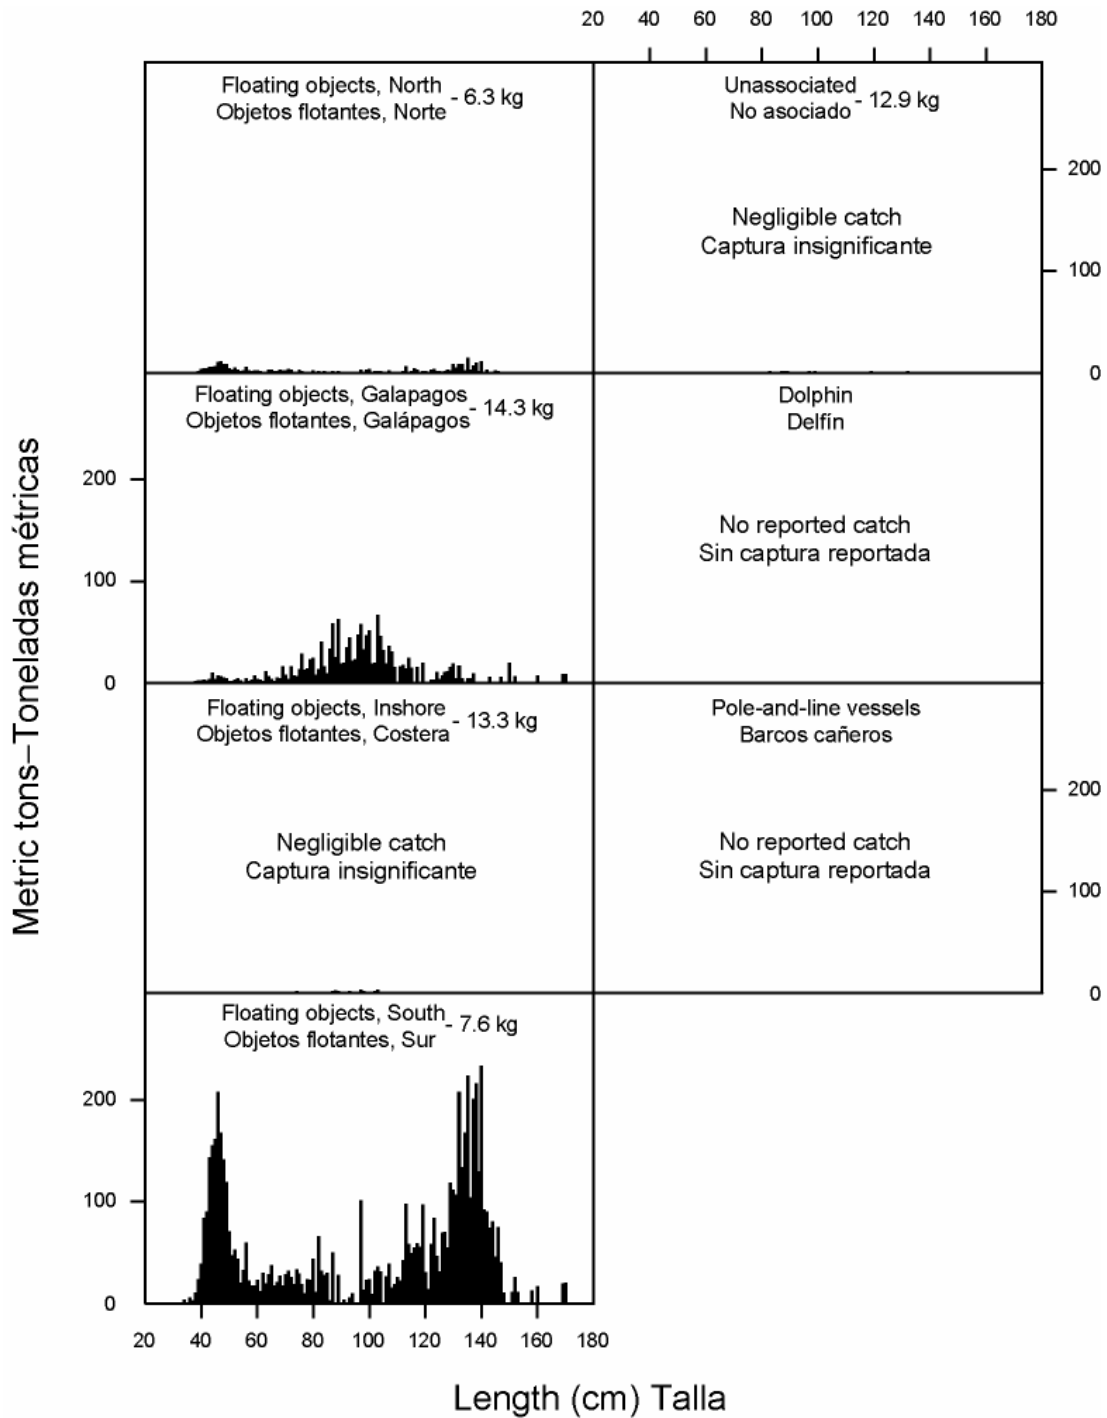 20 40 60 80 100 120 140 160 180
Floating objects, North
Objetos flotantes, Norte
- 6.3 kg
Unassociated
No asociado
- 12.9 kg
200
Negligible catch
Captura insignificante
100
0
Floating objects, Galapagos
Objetos flotantes, Galápagos
- 14.3 kg
Dolphin
Delfín
200
No reported catch
Sin captura reportada
100
0
Metric tons–Toneladas métricas
Floating objects, Inshore
Objetos flotantes, Costera
- 13.3 kg
Pole-and-line vessels
Barcos cañeros
200
Negligible catch
Captura insignificante
No reported catch
Sin captura reportada
100
0
Floating objects, South
Objetos flotantes, Sur
- 7.6 kg
200
100
0
20 40 60 80 100 120 140 160 180
Length (cm) Talla